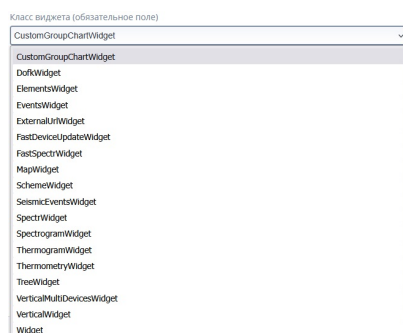 Класс виджета (обязательное поле)
CustomGroupChartWidget
CustomGroupChartWidget
DofkWidget
ElementsWidget
EventsWidget
ExternalUrlWidget
FastDeviceUpdateWidget
FastSpectrWidget
MapWidget
SchemeWidget
SeismicEventsWidget
SpectrWidget
SpectrogramWidget
ThermogramWidget
ThermometryWidget
TreeWidget
VerticalMultiDevicesWidget
VerticalWidget
Widget